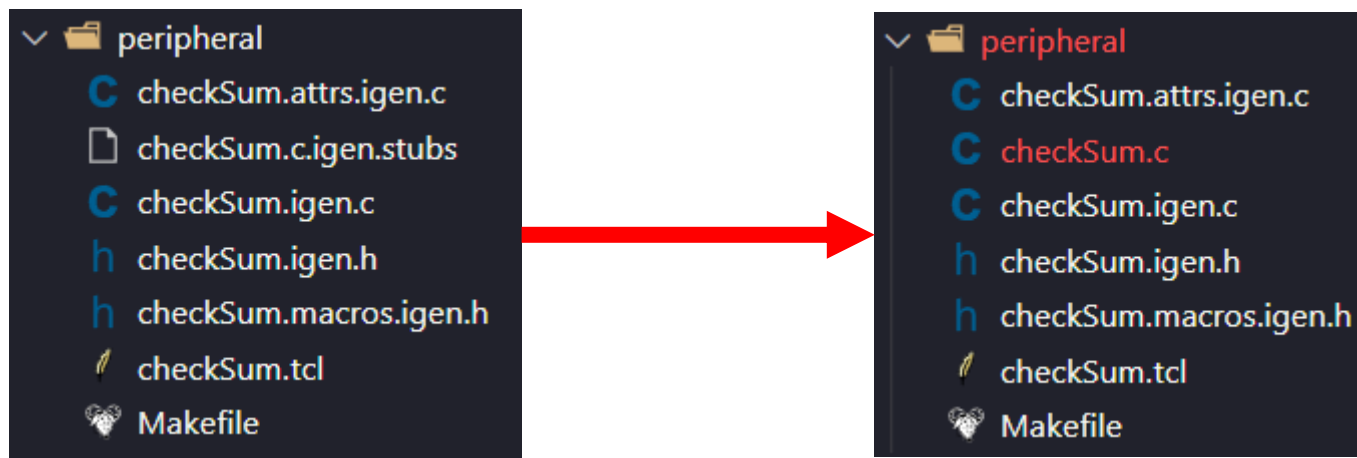 peripheral
C checkSum.attrs.igen.c
checkSum.c.igen.stubs
C checkSum.igen.c
h checkSum.igen.h
h checkSum.macros.igen.h
checkSum.tcl
Makefile
peripheral
C checkSum.attrs.igen.c
C checkSum.c
C checkSum.igen.c
h checkSum.igen.h
h checkSum.macros.igen.h
checkSum.tcl
Makefile